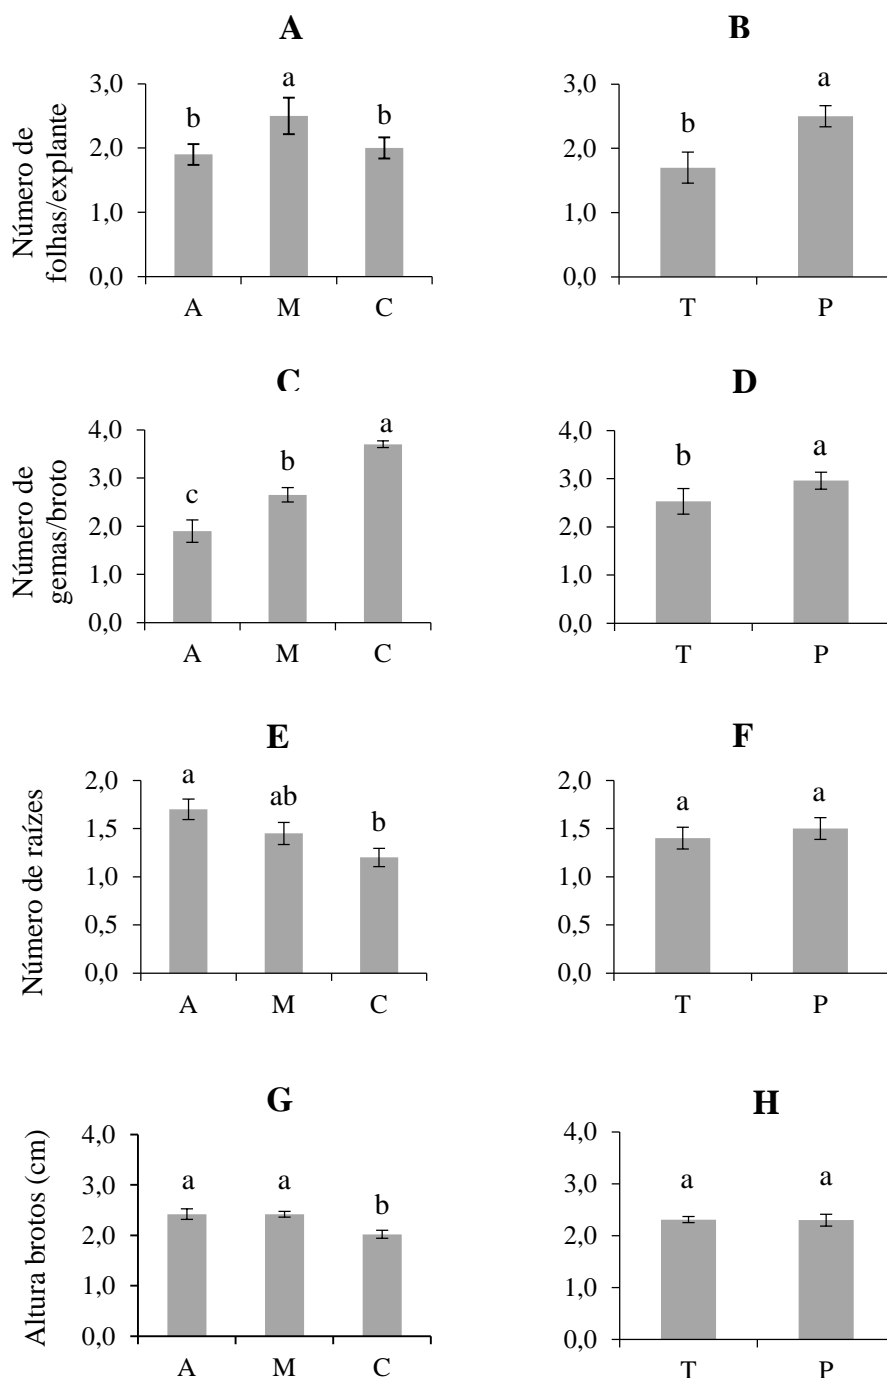 A
Número de
folhas/explante
3,0
2,0
1,0
0,0
b
a
b
A M C
B
3,0
2,0
1,0
0,0
b
a
T P
C
Número de
gemas/broto
4,0
3,0
2,0
1,0
0,0
c
b
a
A M C
D
4,0
3,0
2,0
1,0
0,0
b
a
T P
E
Número de raízes
2,0
1,5
1,0
0,5
0,0
a
ab
b
A M C
F
2,0
1,5
1,0
0,5
0,0
a
a
T P
G
Altura brotos (cm)
4,0
3,0
2,0
1,0
0,0
a
a
b
A M C
H
4,0
3,0
2,0
1,0
0,0
a
a
T P